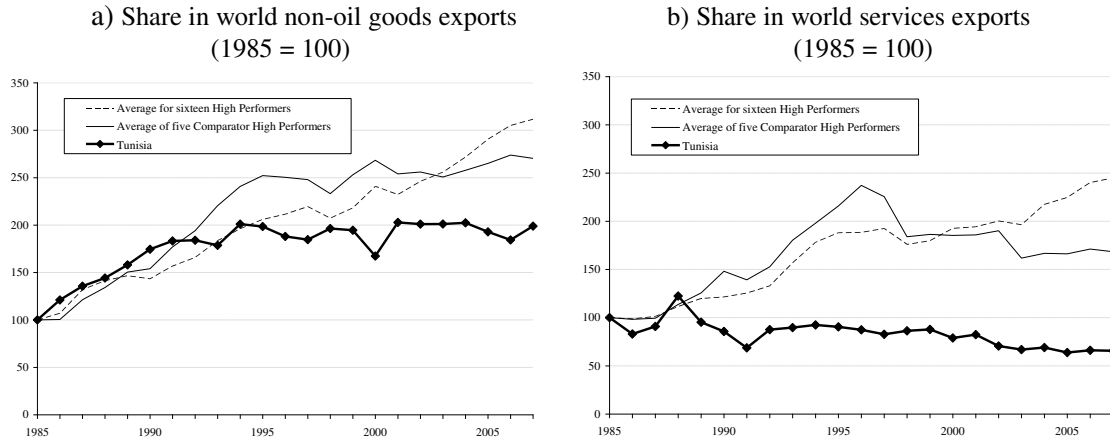 a) Share in world non-oil goods exports
(1985 = 100)
350
300
250
200
150
100
50
0
Average for sixteen High Performers
Average of five Comparator High Performers
Tunisia
1985 1990 1995 2000 2005
b) Share in world services exports
(1985 = 100)
350
300
250
200
150
100
50
0
Average for sixteen High Performers
Average of five Comparator High Performers
Tunisia
1985 1990 1995 2000 2005